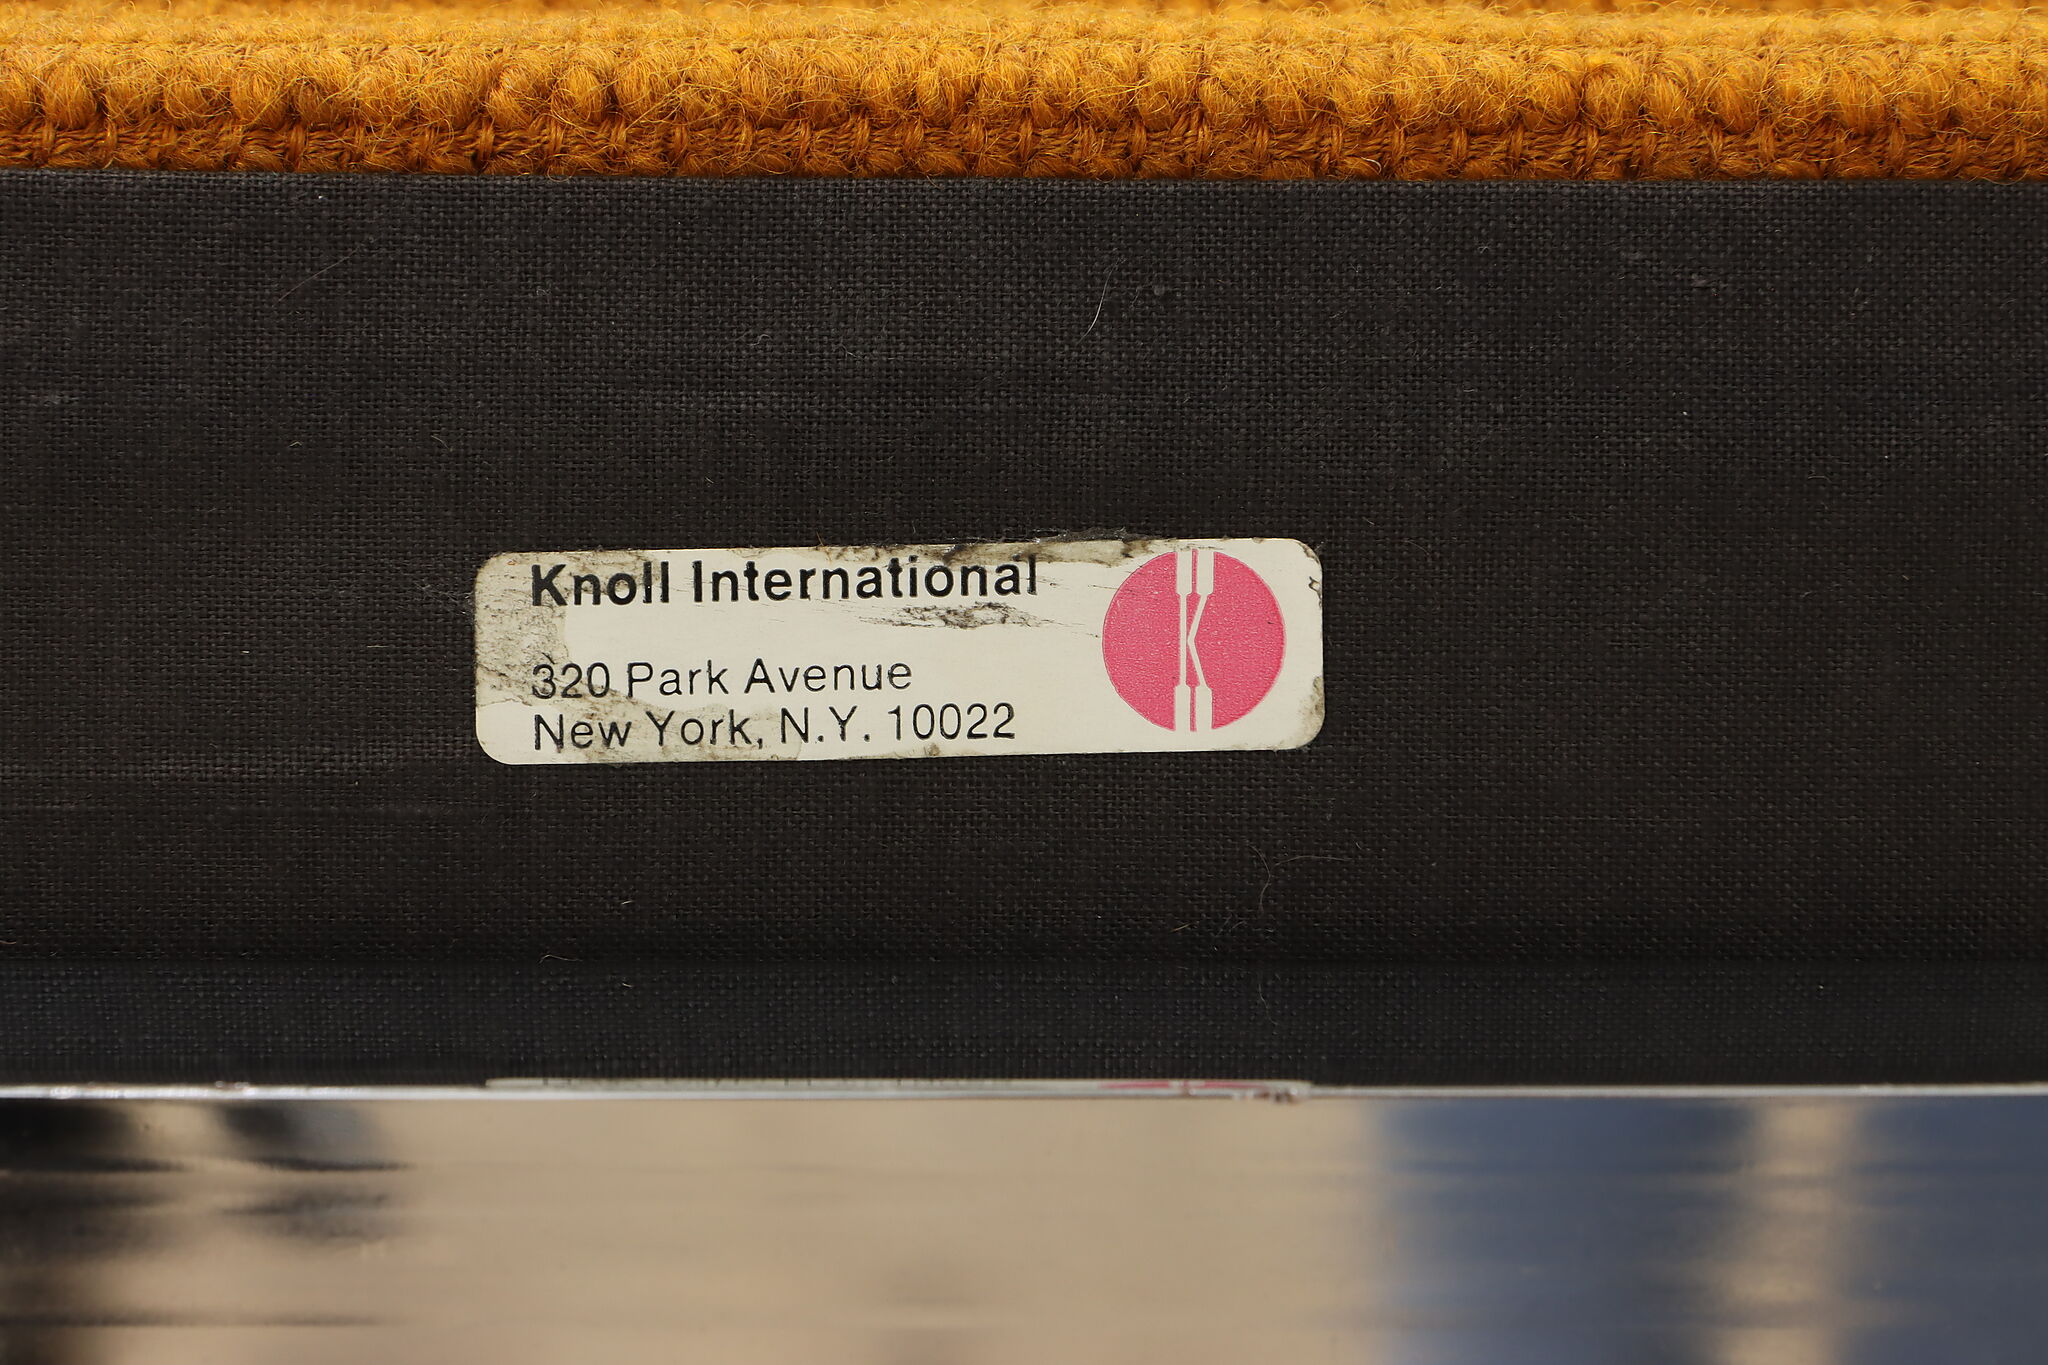 Knoll International
320 Park Avenue
New York, N.Y. 10022
K